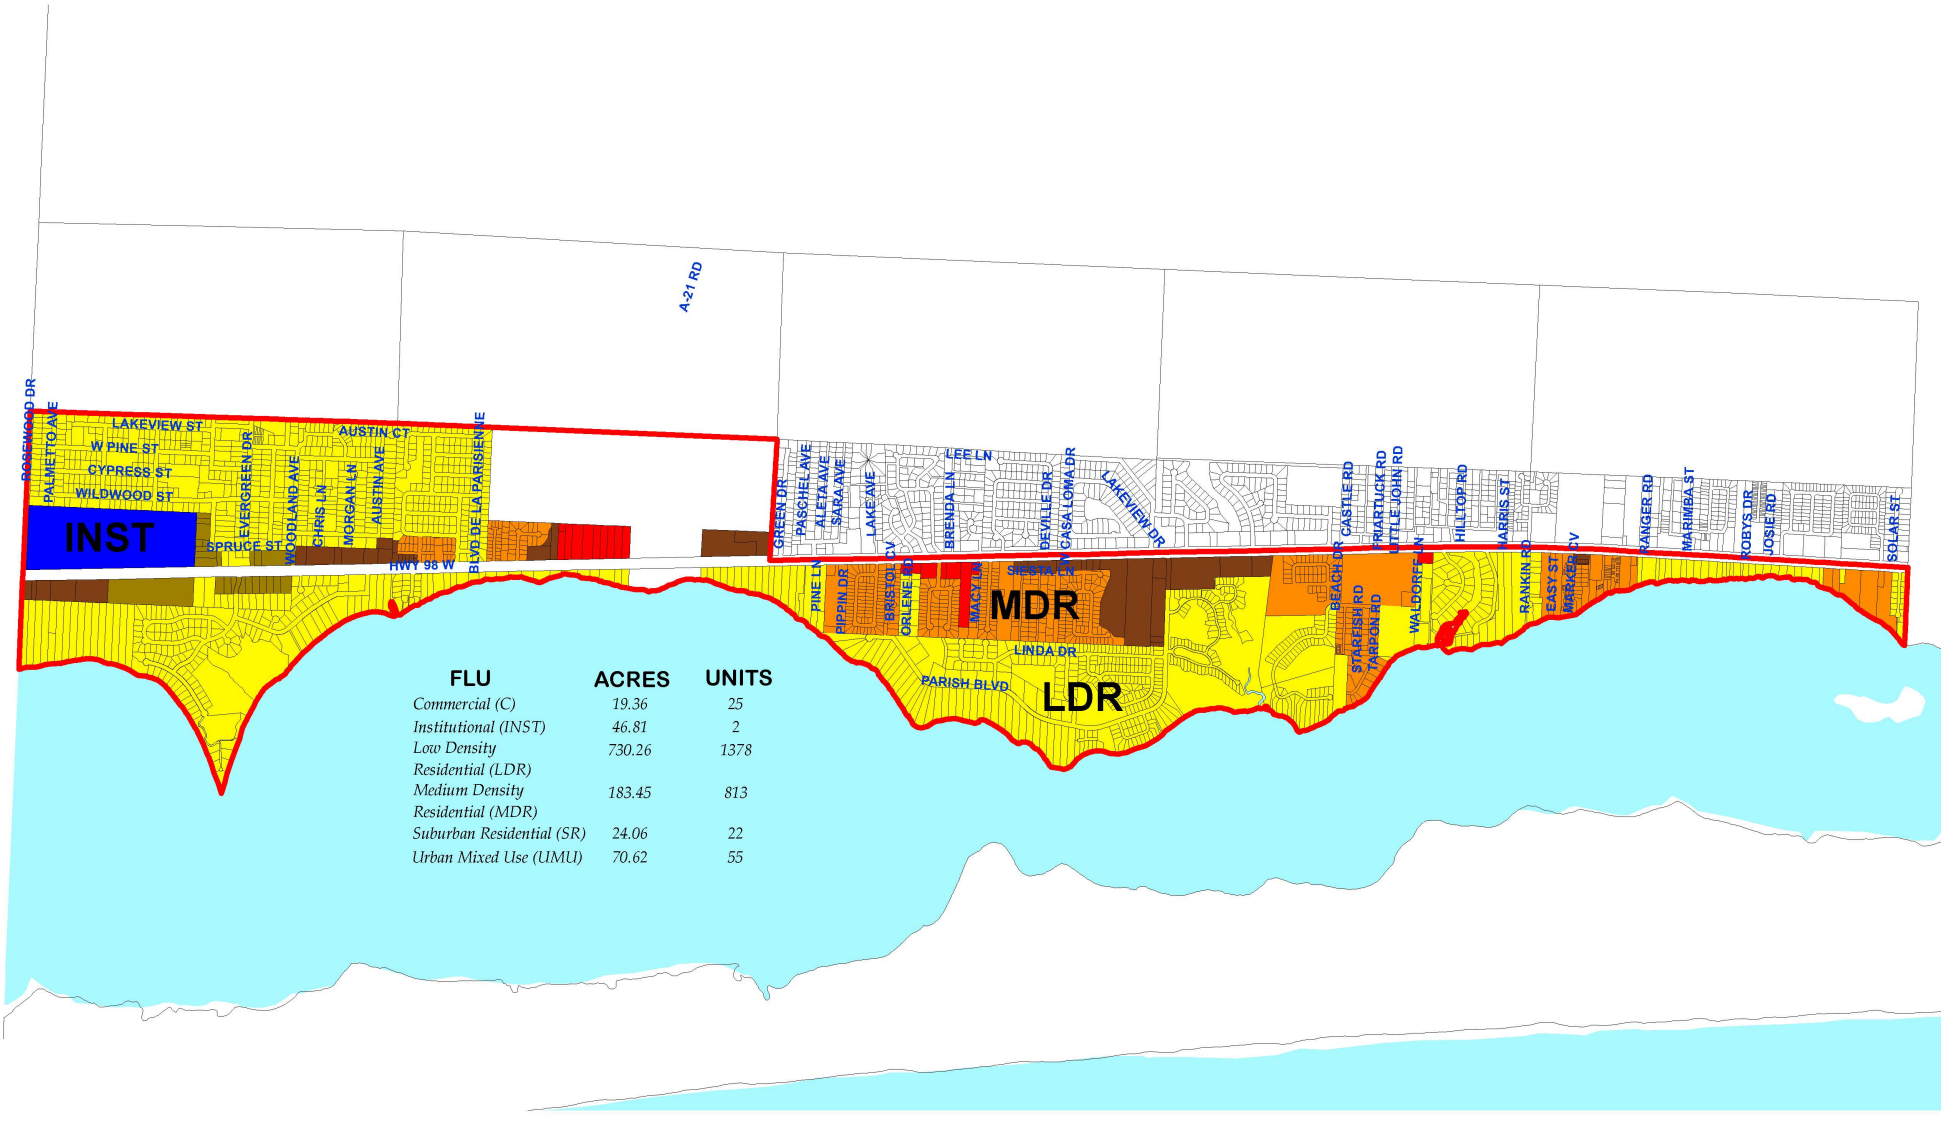 A-21 RD
ROSEWOOD DR
PALMETTO AVE
LAKEVIEW ST
W PINE ST
CYPRESS ST
WILDWOOD ST
EVERGREEN DR
WOODLAND AVE
CHRIS LN
MORGAN LN
AUSTIN AVE
AUSTIN CT
BLVD DE LA PARISIENNE
INST
SPRUCE ST
HWY 98 W
GREEN DR
PASCHEL AVE
ALETA AVE
SARA AVE
LAKE AVE
LEE LN
BRENDA LN
DEVILLE DR
W CASA LOMA DR
LAKEVIEW DR
CASTLE RD
FRIARTUCK RD
LITTLE JOHN RD
HILLTOP RD
HARRIS ST
RANGER RD
MARIMBA ST
ROBYS DR
JOSIE RD
SOLAR ST
PINE LN
PIPPIN DR
BRISTOL CV
ORLENE RD
MACY LN
SIESTA LN
MDR
BEACH DR
STARFISH RD
TARPON RD
WALDORFF LN
RANKIN RD
EASY ST
MARKER CV
LINDA DR
PARISH BLVD
LDR
FLU ACRES UNITS
Commercial (C) 19.36 25
Institutional (INST) 46.81 2
Low Density 730.26 1378
Residential (LDR)
Medium Density 183.45 813
Residential (MDR)
Suburban Residential (SR) 24.06 22
Urban Mixed Use (UMU) 70.62 55